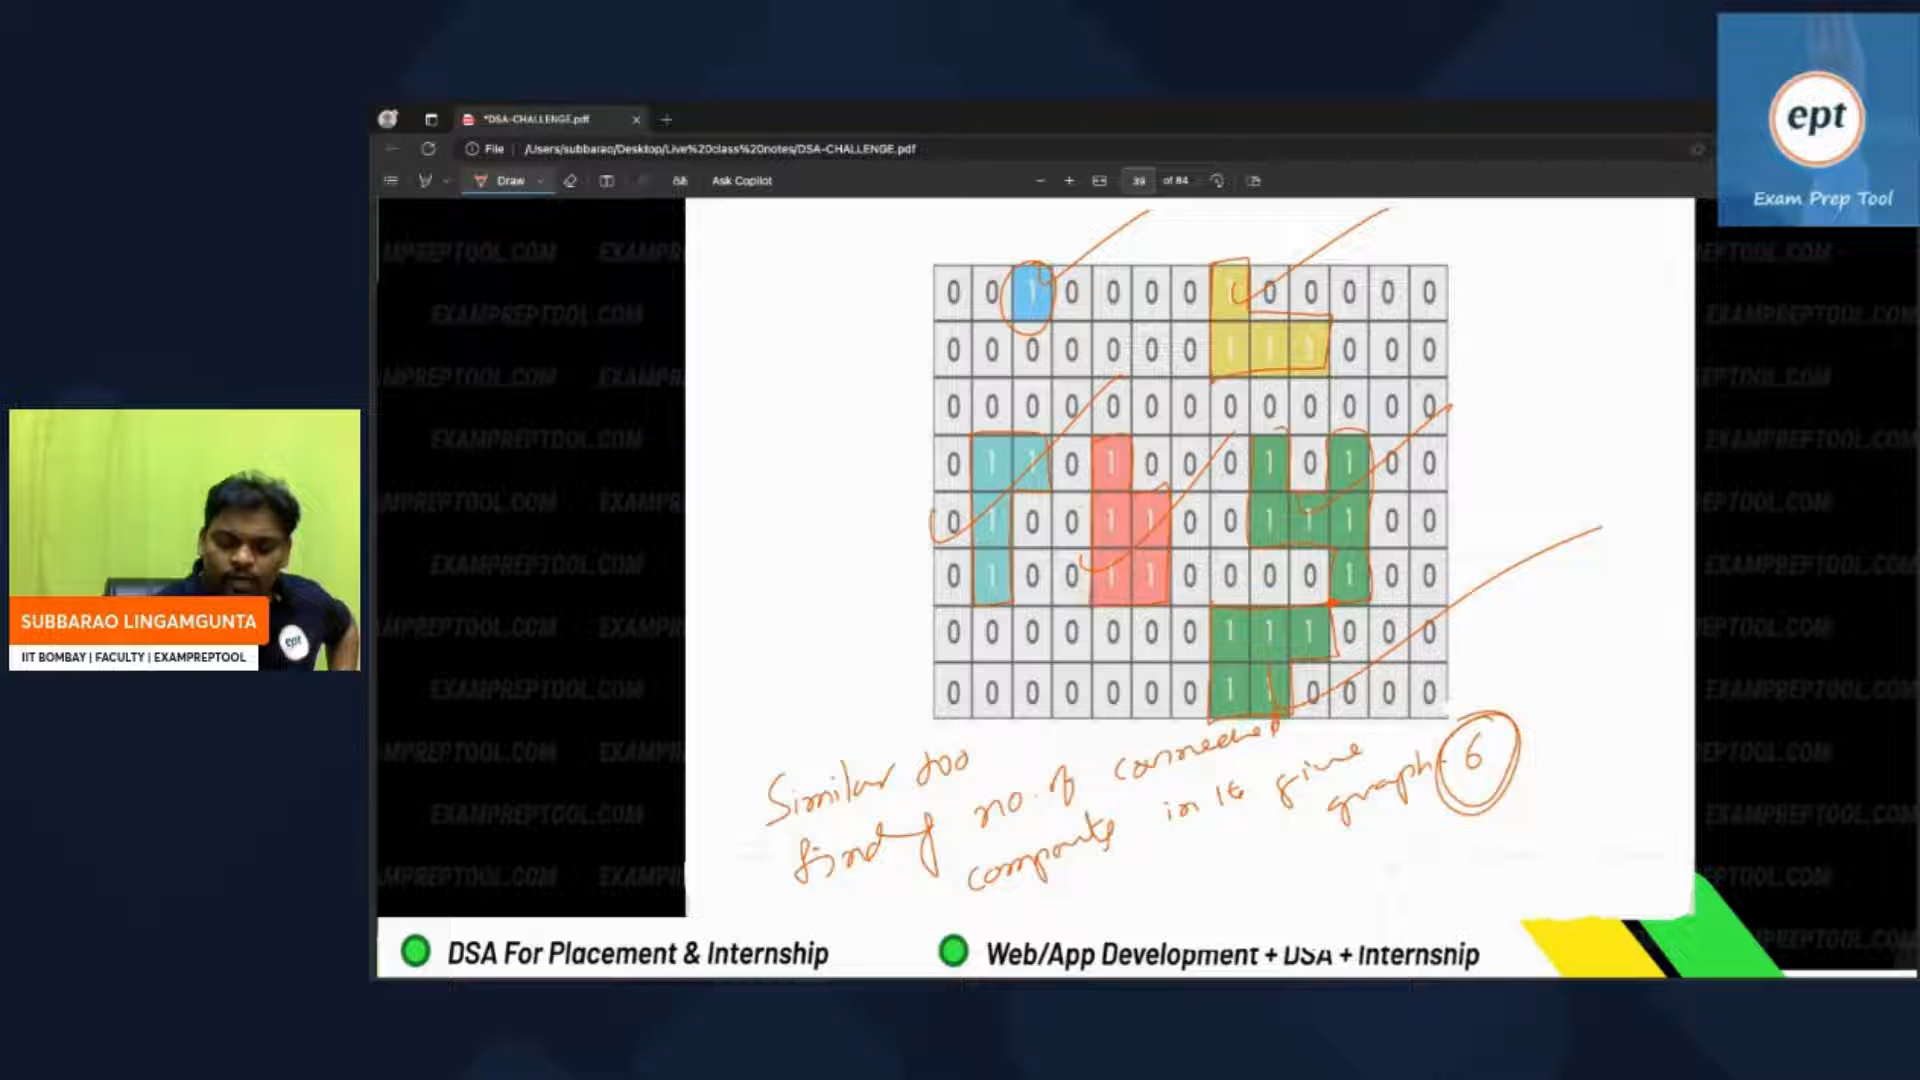 *DSA-CHALLENGE.pdf
File | /Users/subbarao/Desktop/Live%20class%20notes/DSA-CHALLENGE.pdf
Draw Ask Copilot 39 of 84
ept
Exam Prep Tool
EXAMPREPTOOL.COM
0 0 1 0 0 0 0 1 0 0 0 0 0
0 0 0 0 0 0 0 1 1 1 0 0 0
0 0 0 0 0 0 0 0 0 0 0 0 0
0 1 1 0 1 0 0 0 1 0 1 0 0
0 1 0 0 1 1 0 0 1 1 1 0 0
0 1 0 0 1 1 0 0 0 0 1 0 0
0 0 0 0 0 0 0 1 1 1 0 0 0
0 0 0 0 0 0 0 1 1 0 0 0 0
Similar
no. of connected
in
graph 6
SUBBARAO LINGAMGUNTA
IIT BOMBAY | FACULTY | EXAMPREPTOOL
ept
DSA For Placement & Internship
Web/App Development + DSA + Internship